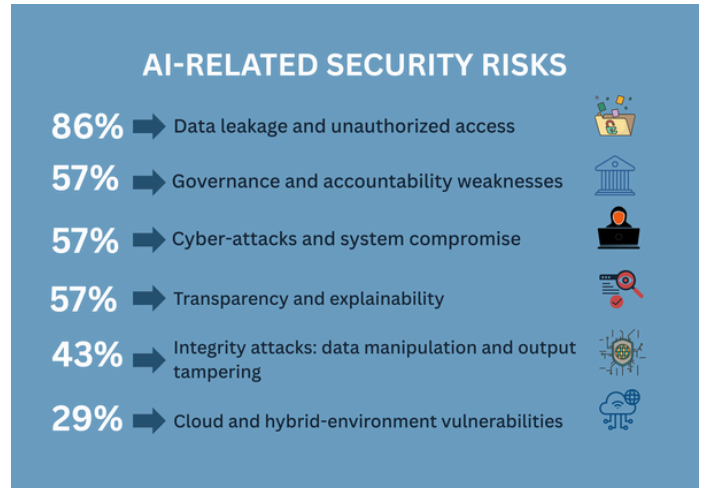 AI-RELATED SECURITY RISKS
86% Data leakage and unauthorized access
57% Governance and accountability weaknesses
57% Cyber-attacks and system compromise
57% Transparency and explainability
43% Integrity attacks: data manipulation and output
tampering
29% Cloud and hybrid-environment vulnerabilities